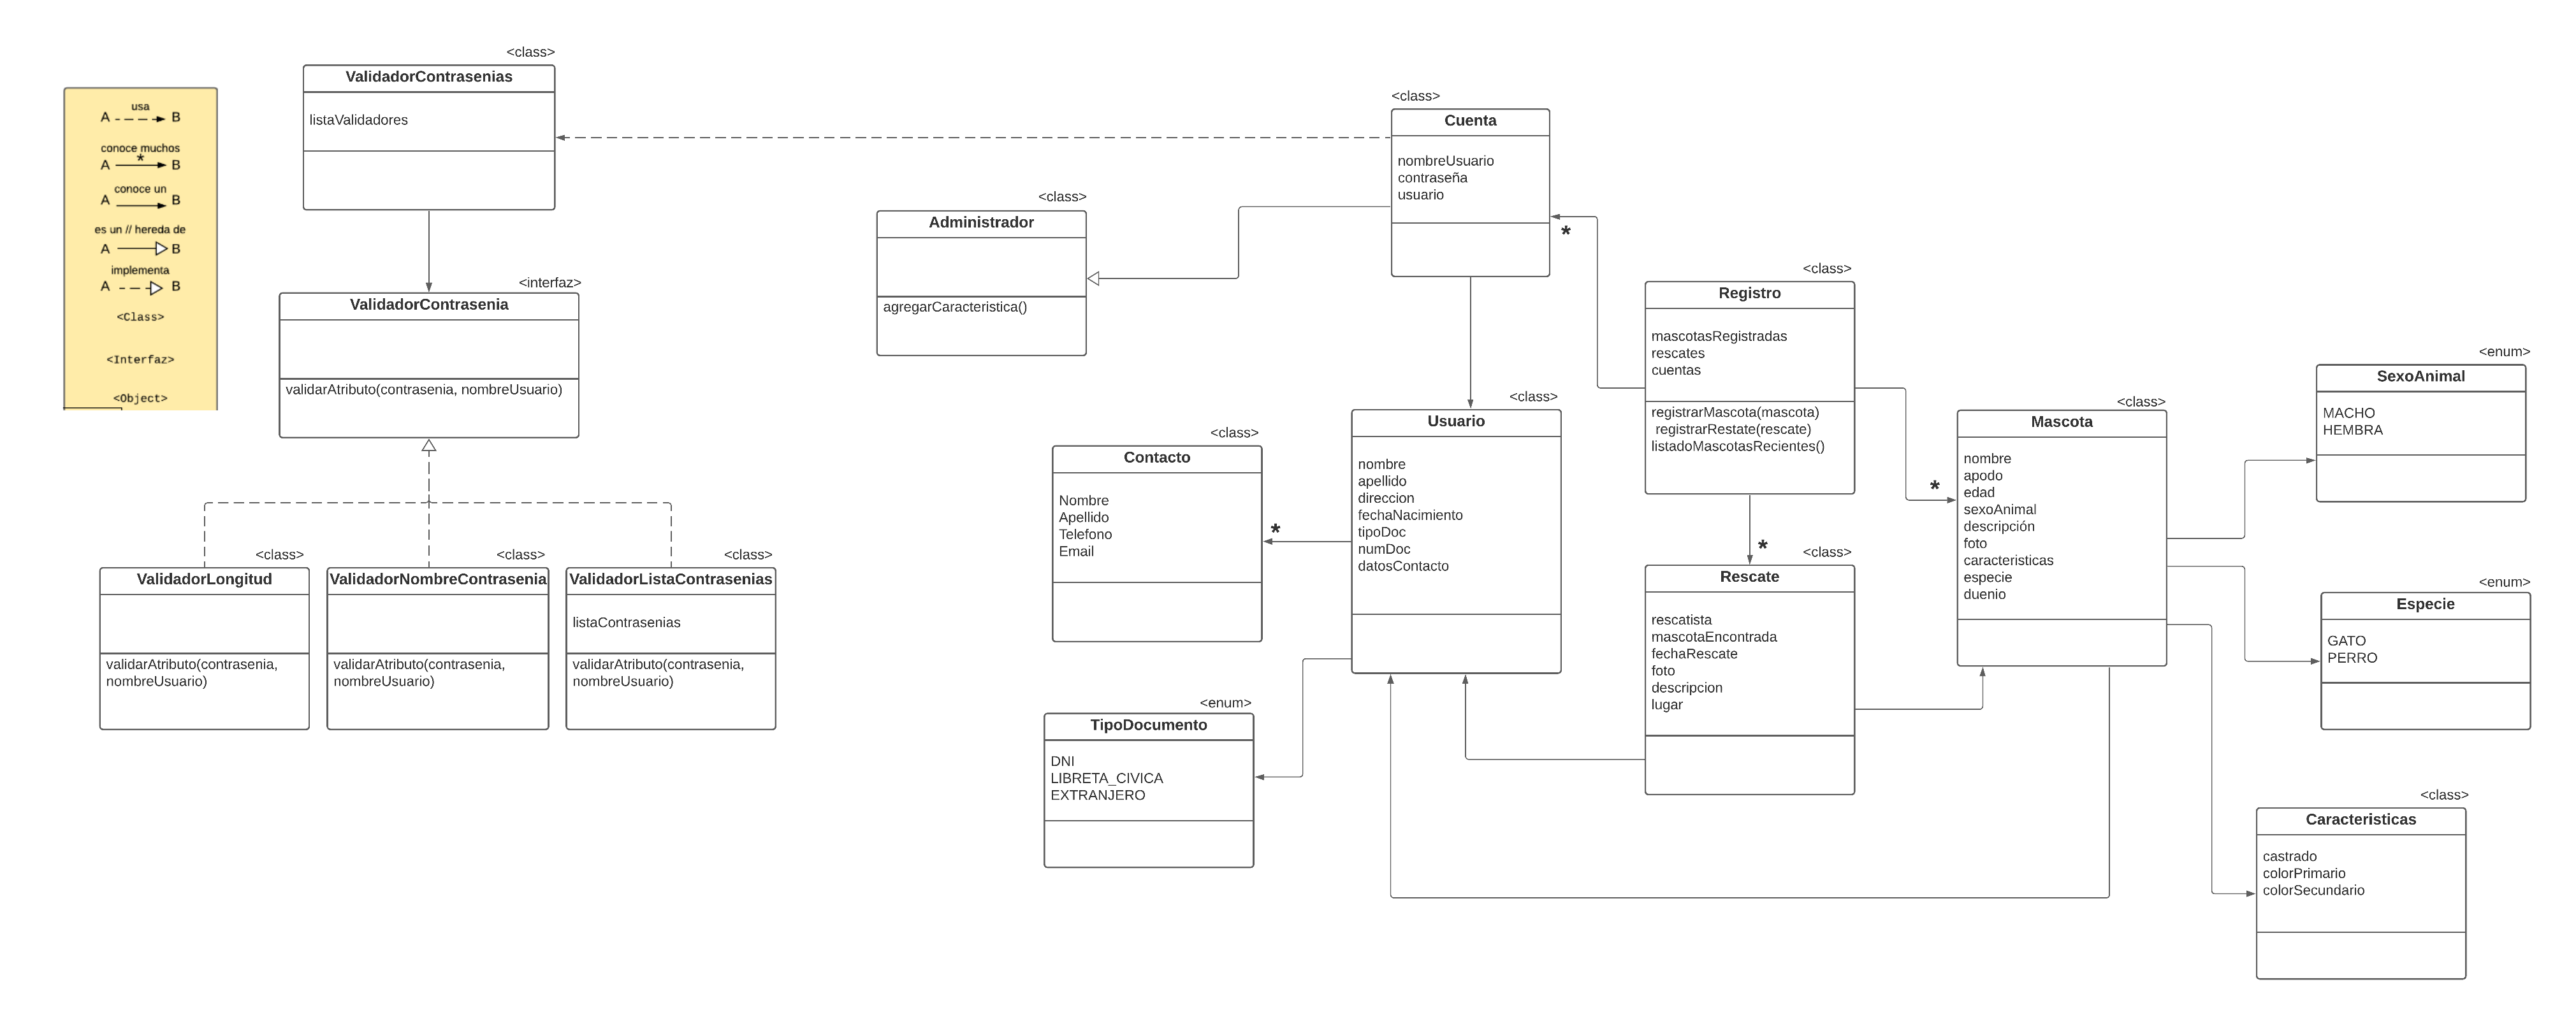 usa
A B
conoce muchos
*
A B
conoce un
A B
es un // hereda de
A B
implementa
A B
<Class>
<Interfaz>
<Object>
<class>
ValidadorContrasenias
listaValidadores
<interfaz>
ValidadorContrasenia
validarAtributo(contrasenia, nombreUsuario)
<class>
ValidadorLongitud
validarAtributo(contrasenia,
nombreUsuario)
<class>
ValidadorNombreContrasenia
validarAtributo(contrasenia,
nombreUsuario)
<class>
ValidadorListaContrasenias
listaContrasenias
validarAtributo(contrasenia,
nombreUsuario)
<class>
Administrador
agregarCaracteristica()
<class>
Cuenta
nombreUsuario
contraseña
usuario
*
<class>
Registro
mascotasRegistradas
rescates
cuentas
registrarMascota(mascota)
registrarRestate(rescate)
listadoMascotasRecientes()
*
*
<class>
Contacto
Nombre
Apellido
Telefono
Email
*
<class>
Usuario
nombre
apellido
direccion
fechaNacimiento
tipoDoc
numDoc
datosContacto
<enum>
TipoDocumento
DNI
LIBRETA_CIVICA
EXTRANJERO
<class>
Rescate
rescatista
mascotaEncontrada
fechaRescate
foto
descripcion
lugar
<class>
Mascota
nombre
apodo
edad
sexoAnimal
descripción
foto
caracteristicas
especie
duenio
<enum>
SexoAnimal
MACHO
HEMBRA
<enum>
Especie
GATO
PERRO
<class>
Caracteristicas
castrado
colorPrimario
colorSecundario